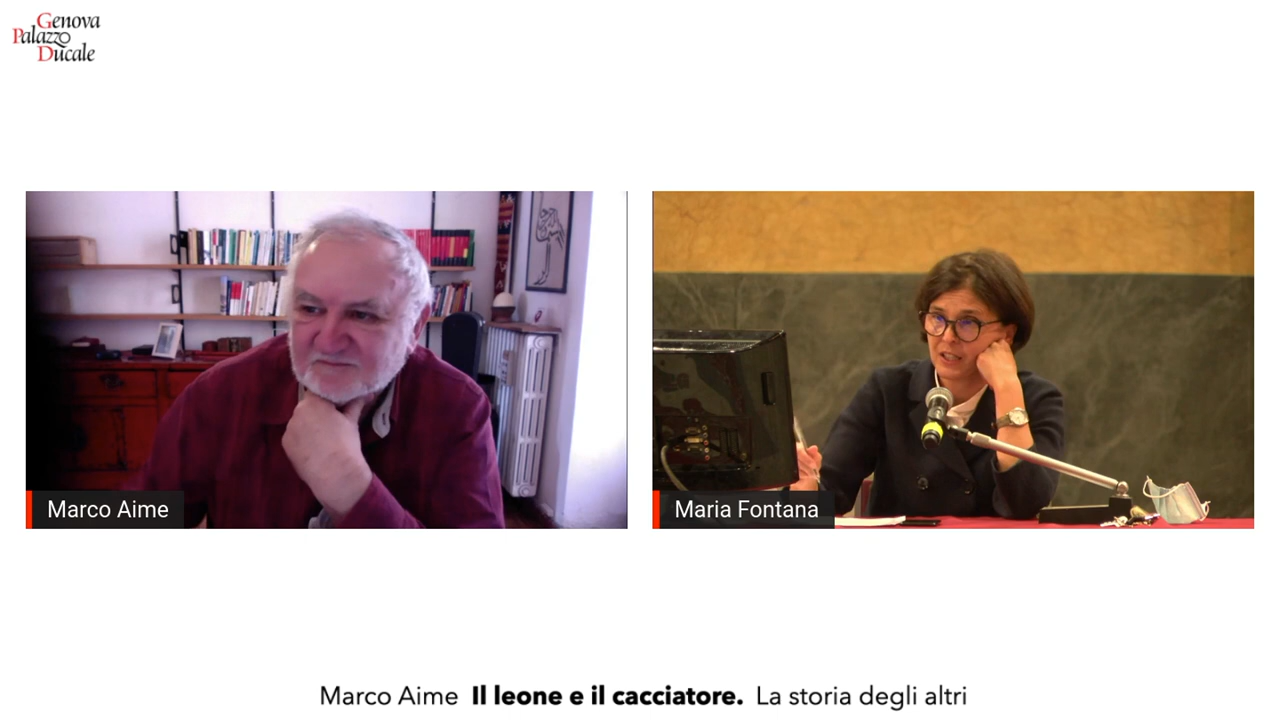 Genova
Palazzo
Ducale
Marco Aime
Maria Fontana
Marco Aime Il leone e il cacciatore. La storia degli altri